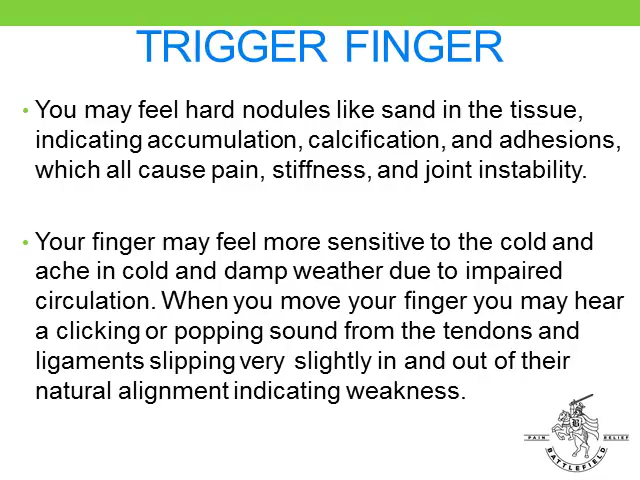 TRIGGER FINGER
• You may feel hard nodules like sand in the tissue,
indicating accumulation, calcification, and adhesions,
which all cause pain, stiffness, and joint instability.
• Your finger may feel more sensitive to the cold and
ache in cold and damp weather due to impaired
circulation. When you move your finger you may hear
a clicking or popping sound from the tendons and
ligaments slipping very slightly in and out of their
natural alignment indicating weakness.
B
PAIN RELIEF
BATTLEFIELD